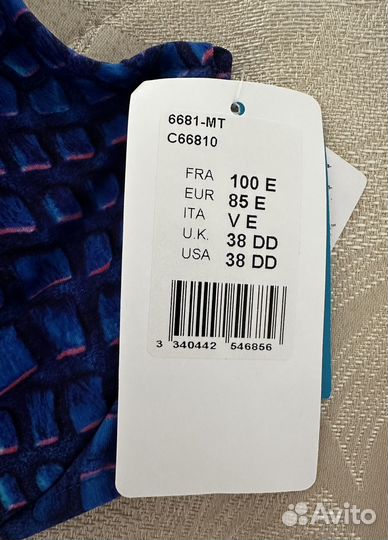 6681-MT
C66810
FRA 100 E
EUR 85 E
ITA V E
U.K. 38 DD
USA 38 DD
3 340442 546856
Avito